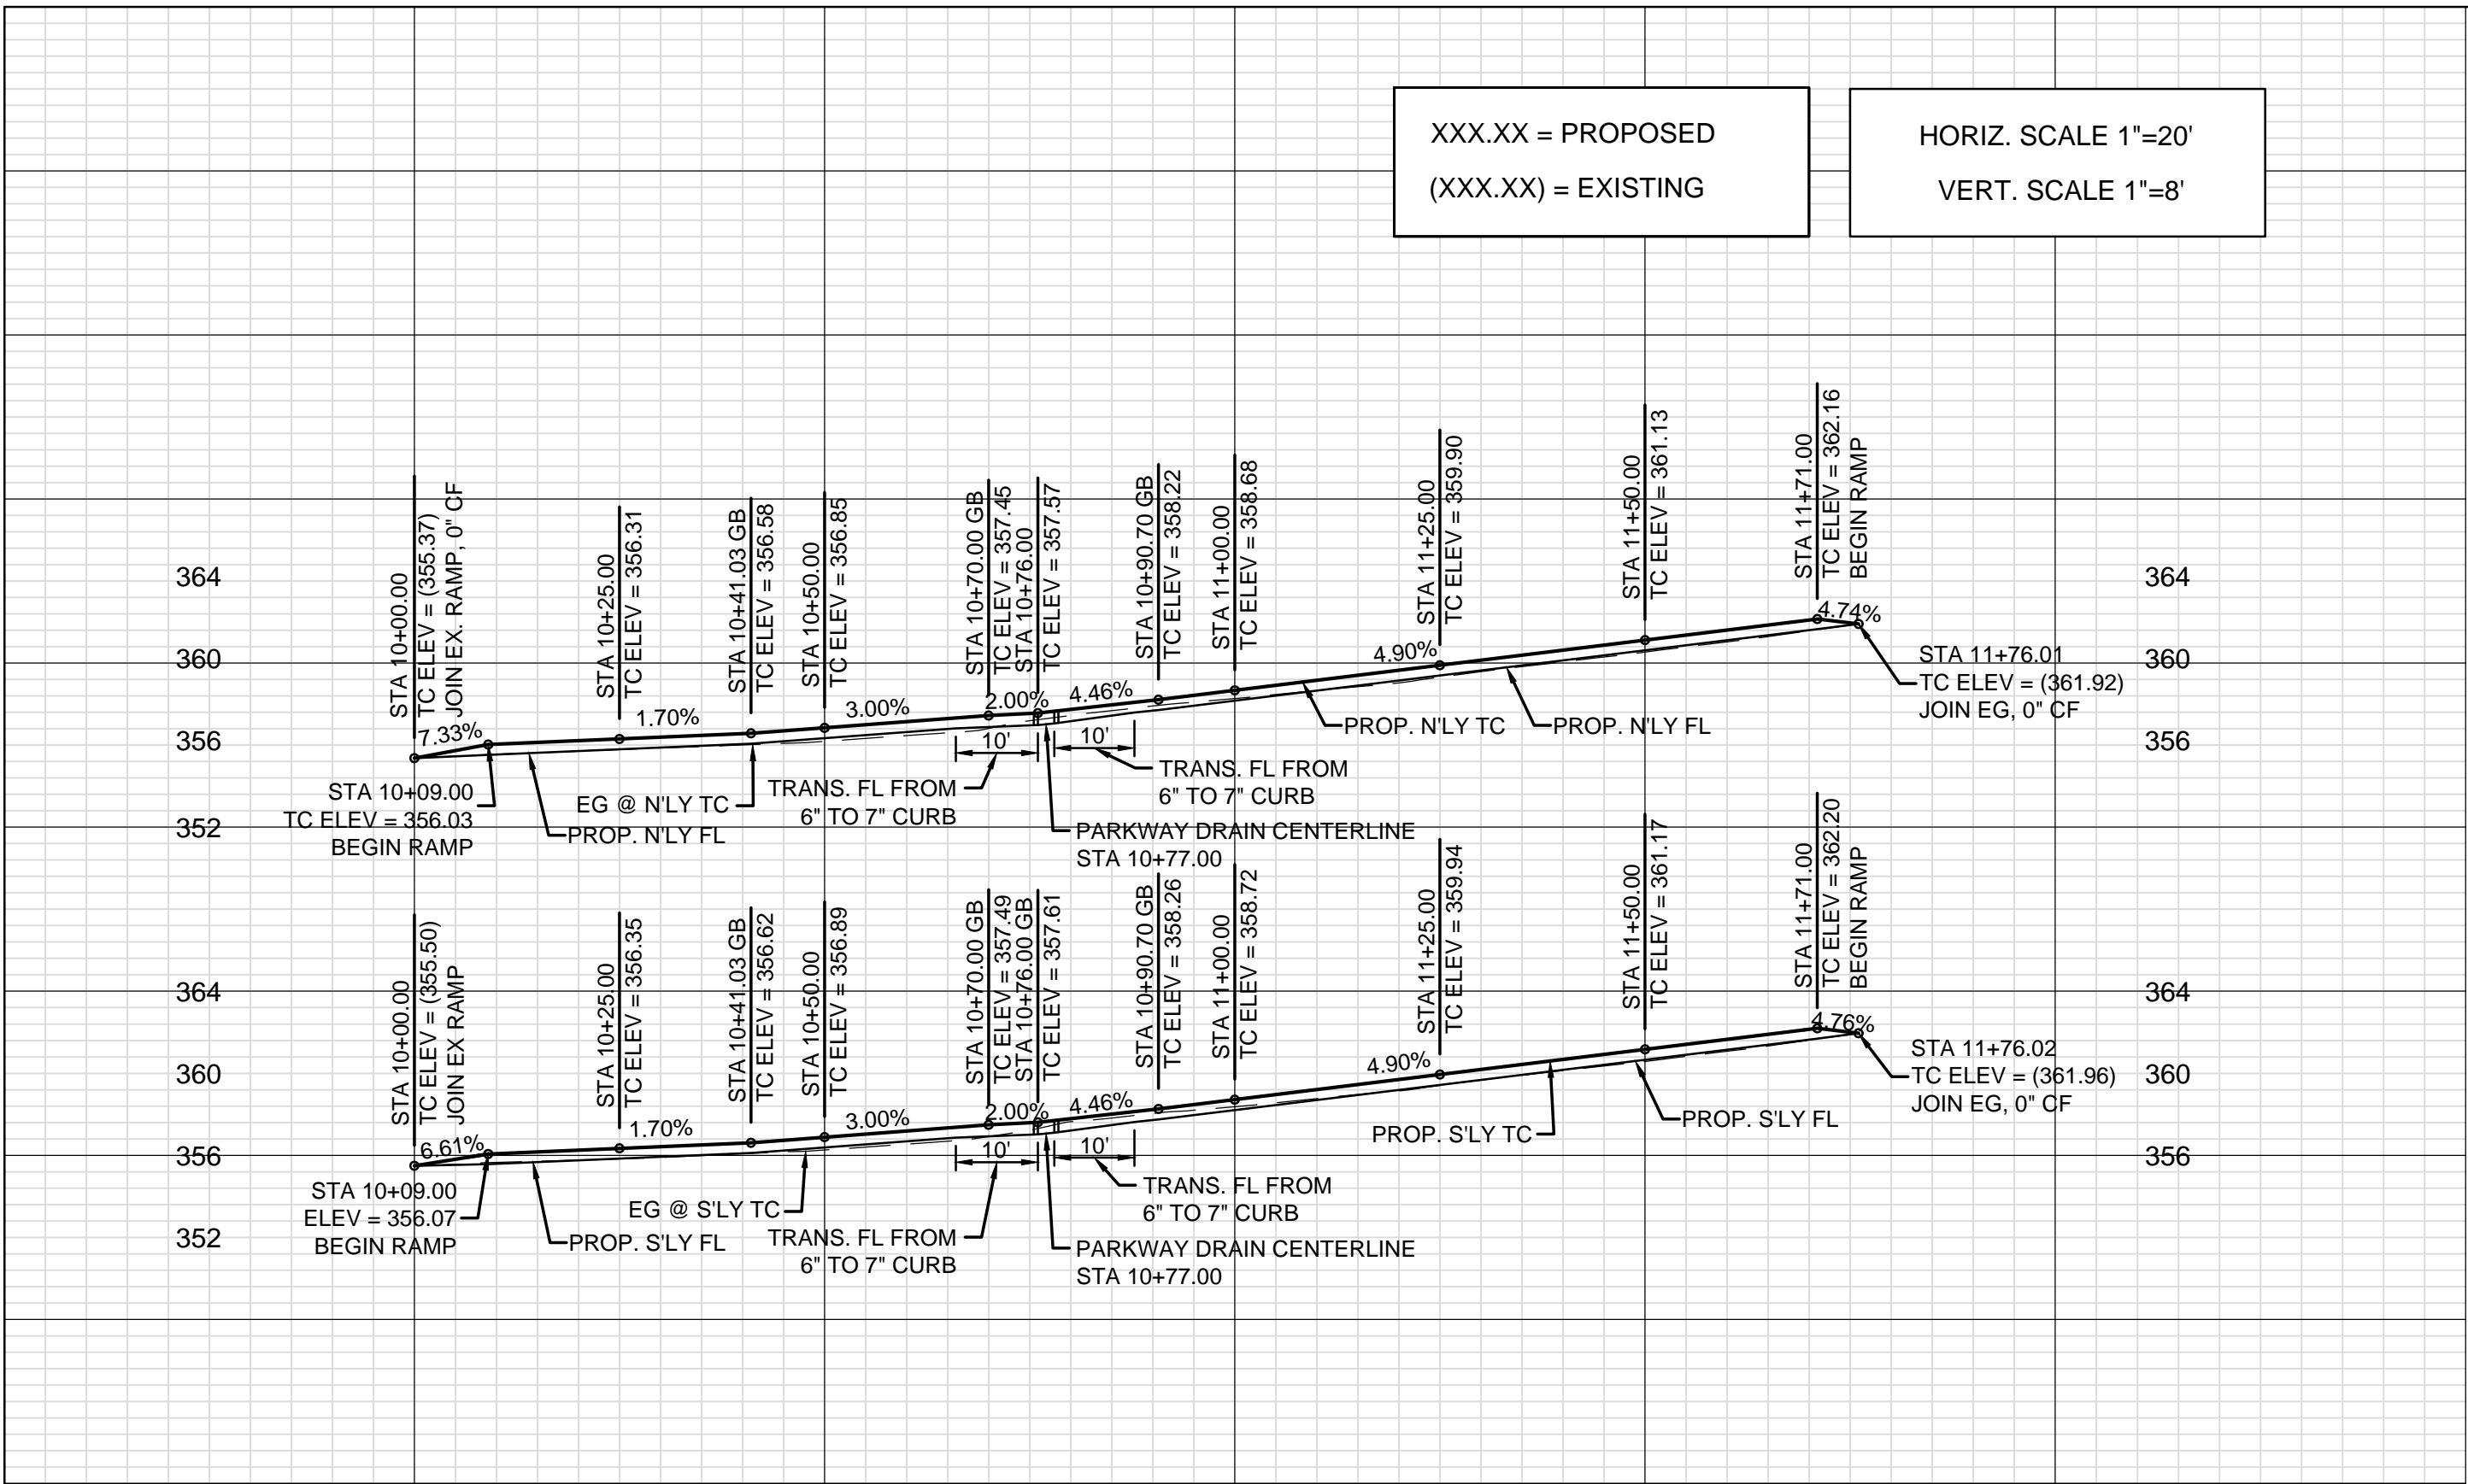 XXX.XX = PROPOSED
(XXX.XX) = EXISTING
HORIZ. SCALE 1"=20'
VERT. SCALE 1"=8'
STA 10+00.00
TC ELEV = (355.37)
JOIN EX. RAMP, 0" CF
STA 10+25.00
TC ELEV = 356.31
STA 10+41.03 GB
TC ELEV = 356.58
STA 10+50.00
TC ELEV = 356.85
STA 10+70.00 GB
TC ELEV = 357.45
STA 10+76.00
TC ELEV = 357.57
STA 10+90.70 GB
TC ELEV = 358.22
STA 11+00.00
TC ELEV = 358.68
STA 11+25.00
TC ELEV = 359.90
STA 11+50.00
TC ELEV = 361.13
STA 11+71.00
TC ELEV = 362.16
BEGIN RAMP
364
360
356
352
364
360
356
7.33%
1.70%
3.00%
2.00%
4.46%
4.90%
4.74%
STA 11+76.01
TC ELEV = (361.92)
JOIN EG, 0" CF
PROP. N'LY TC
PROP. N'LY FL
10'
10'
STA 10+09.00
TC ELEV = 356.03
BEGIN RAMP
EG @ N'LY TC
PROP. N'LY FL
TRANS. FL FROM
6" TO 7" CURB
TRANS. FL FROM
6" TO 7" CURB
PARKWAY DRAIN CENTERLINE
STA 10+77.00
STA 10+00.00
TC ELEV = (355.50)
JOIN EX RAMP
STA 10+25.00
TC ELEV = 356.35
STA 10+41.03 GB
TC ELEV = 356.62
STA 10+50.00
TC ELEV = 356.89
STA 10+70.00 GB
TC ELEV = 357.49
STA 10+76.00 GB
TC ELEV = 357.61
STA 10+90.70 GB
TC ELEV = 358.26
STA 11+00.00
TC ELEV = 358.72
STA 11+25.00
TC ELEV = 359.94
STA 11+50.00
TC ELEV = 361.17
STA 11+71.00
TC ELEV = 362.20
BEGIN RAMP
364
360
356
352
364
360
356
6.61%
1.70%
3.00%
2.00%
4.46%
4.90%
4.76%
STA 11+76.02
TC ELEV = (361.96)
JOIN EG, 0" CF
PROP. S'LY TC
PROP. S'LY FL
10'
10'
STA 10+09.00
ELEV = 356.07
BEGIN RAMP
EG @ S'LY TC
PROP. S'LY FL
TRANS. FL FROM
6" TO 7" CURB
TRANS. FL FROM
6" TO 7" CURB
PARKWAY DRAIN CENTERLINE
STA 10+77.00